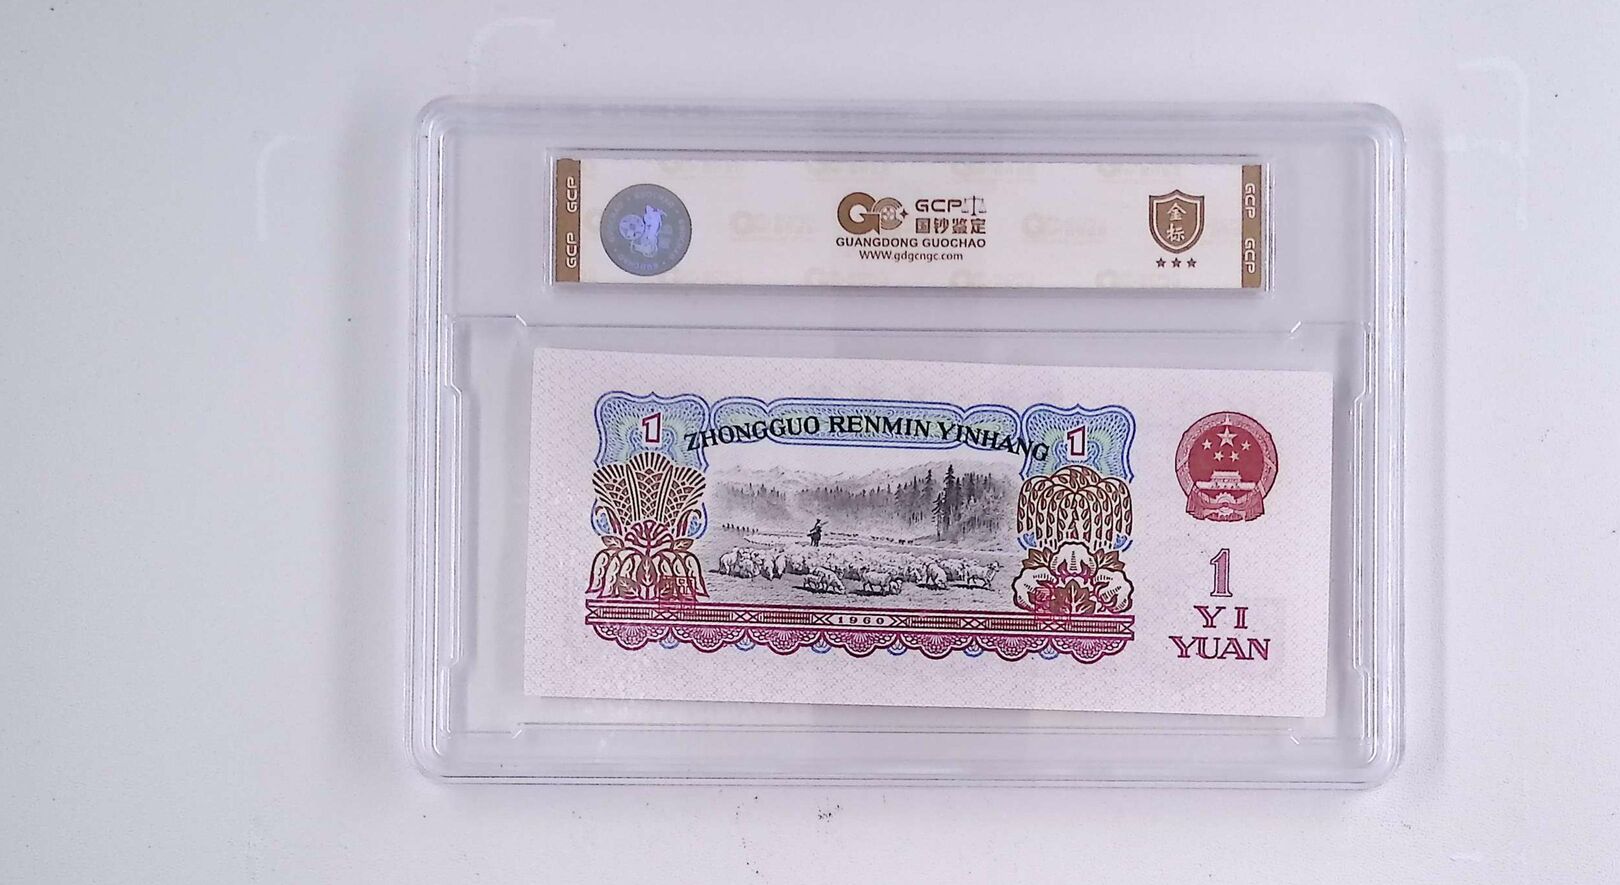 GCP
GCP
GCP
国钞鉴定
GUANGDONG GUOCHAO
WWW.gdgcngc.com
金
标
GCP
GCP
1
ZHONGGUO RENMIN YINHANG
1
1960
1
YI
YUAN